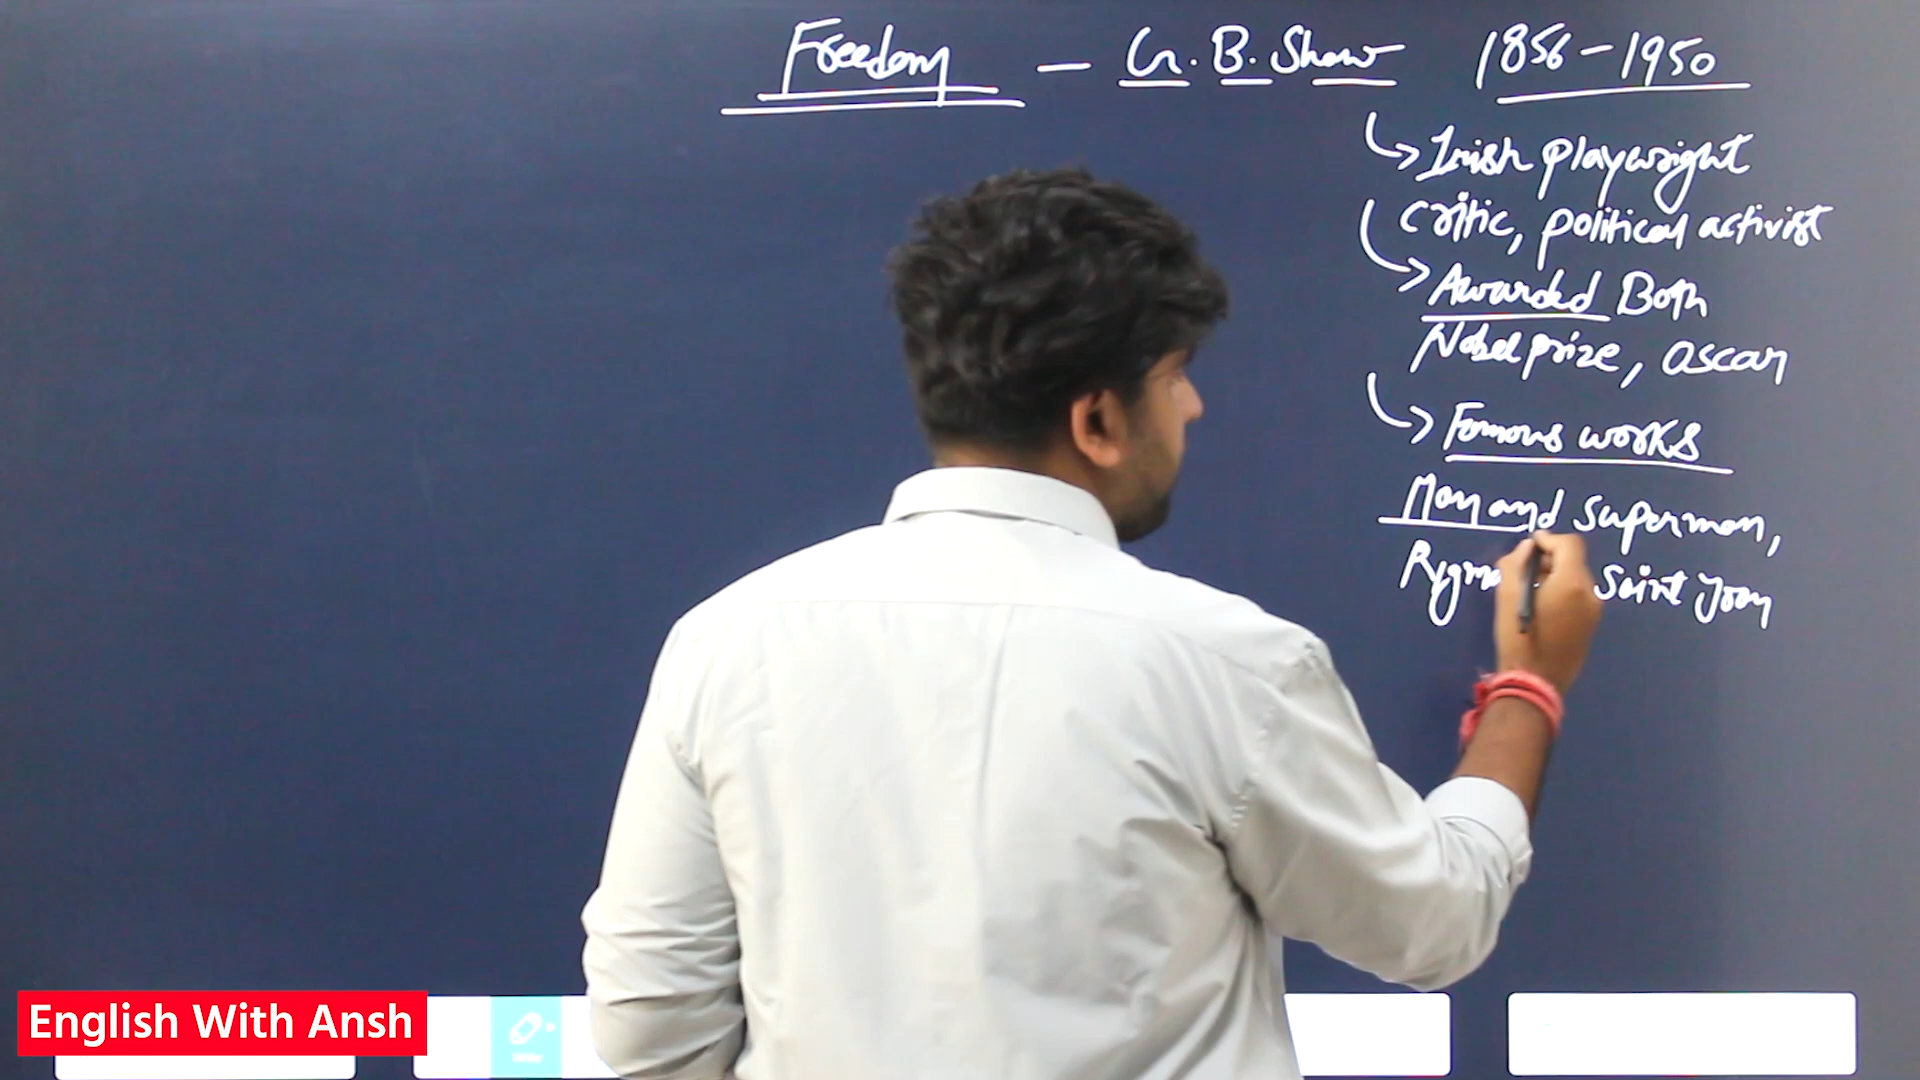 Freedom — G. B. Shaw 1856-1950
Irish playwright
critic, political activist
Awarded Both
Nobel prize, oscar
Famous works
Man and Superman,
Saint Joan
English With Ansh